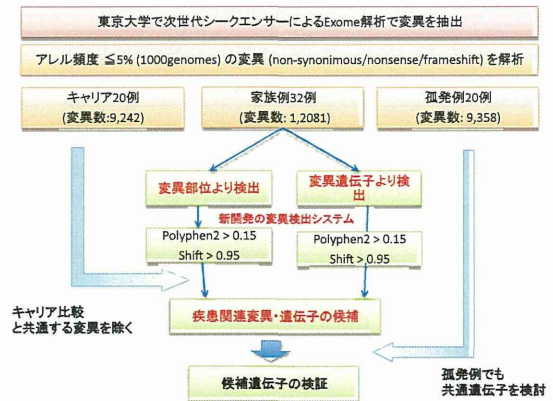 東京大学で次世代シークエンサーによるExome解析で変異を抽出
アレル頻度 ≦5% (1000genomes) の変異 (non-synonimous/nonsense/frameshift) を解析
キャリア20例
(変異数:9,242)
家族例32例
(変異数: 1,2081)
孤発例20例
(変異数: 9,358)
変異部位より検出
変異遺伝子より検
出
新開発の変異検出システム
Polyphen2 > 0.15
Shift > 0.95
Polyphen2 > 0.15
Shift > 0.95
キャリア比較
と共通する変異を除く
疾患関連変異・遺伝子の候補
候補遺伝子の検証
孤発例でも
共通遺伝子を検討